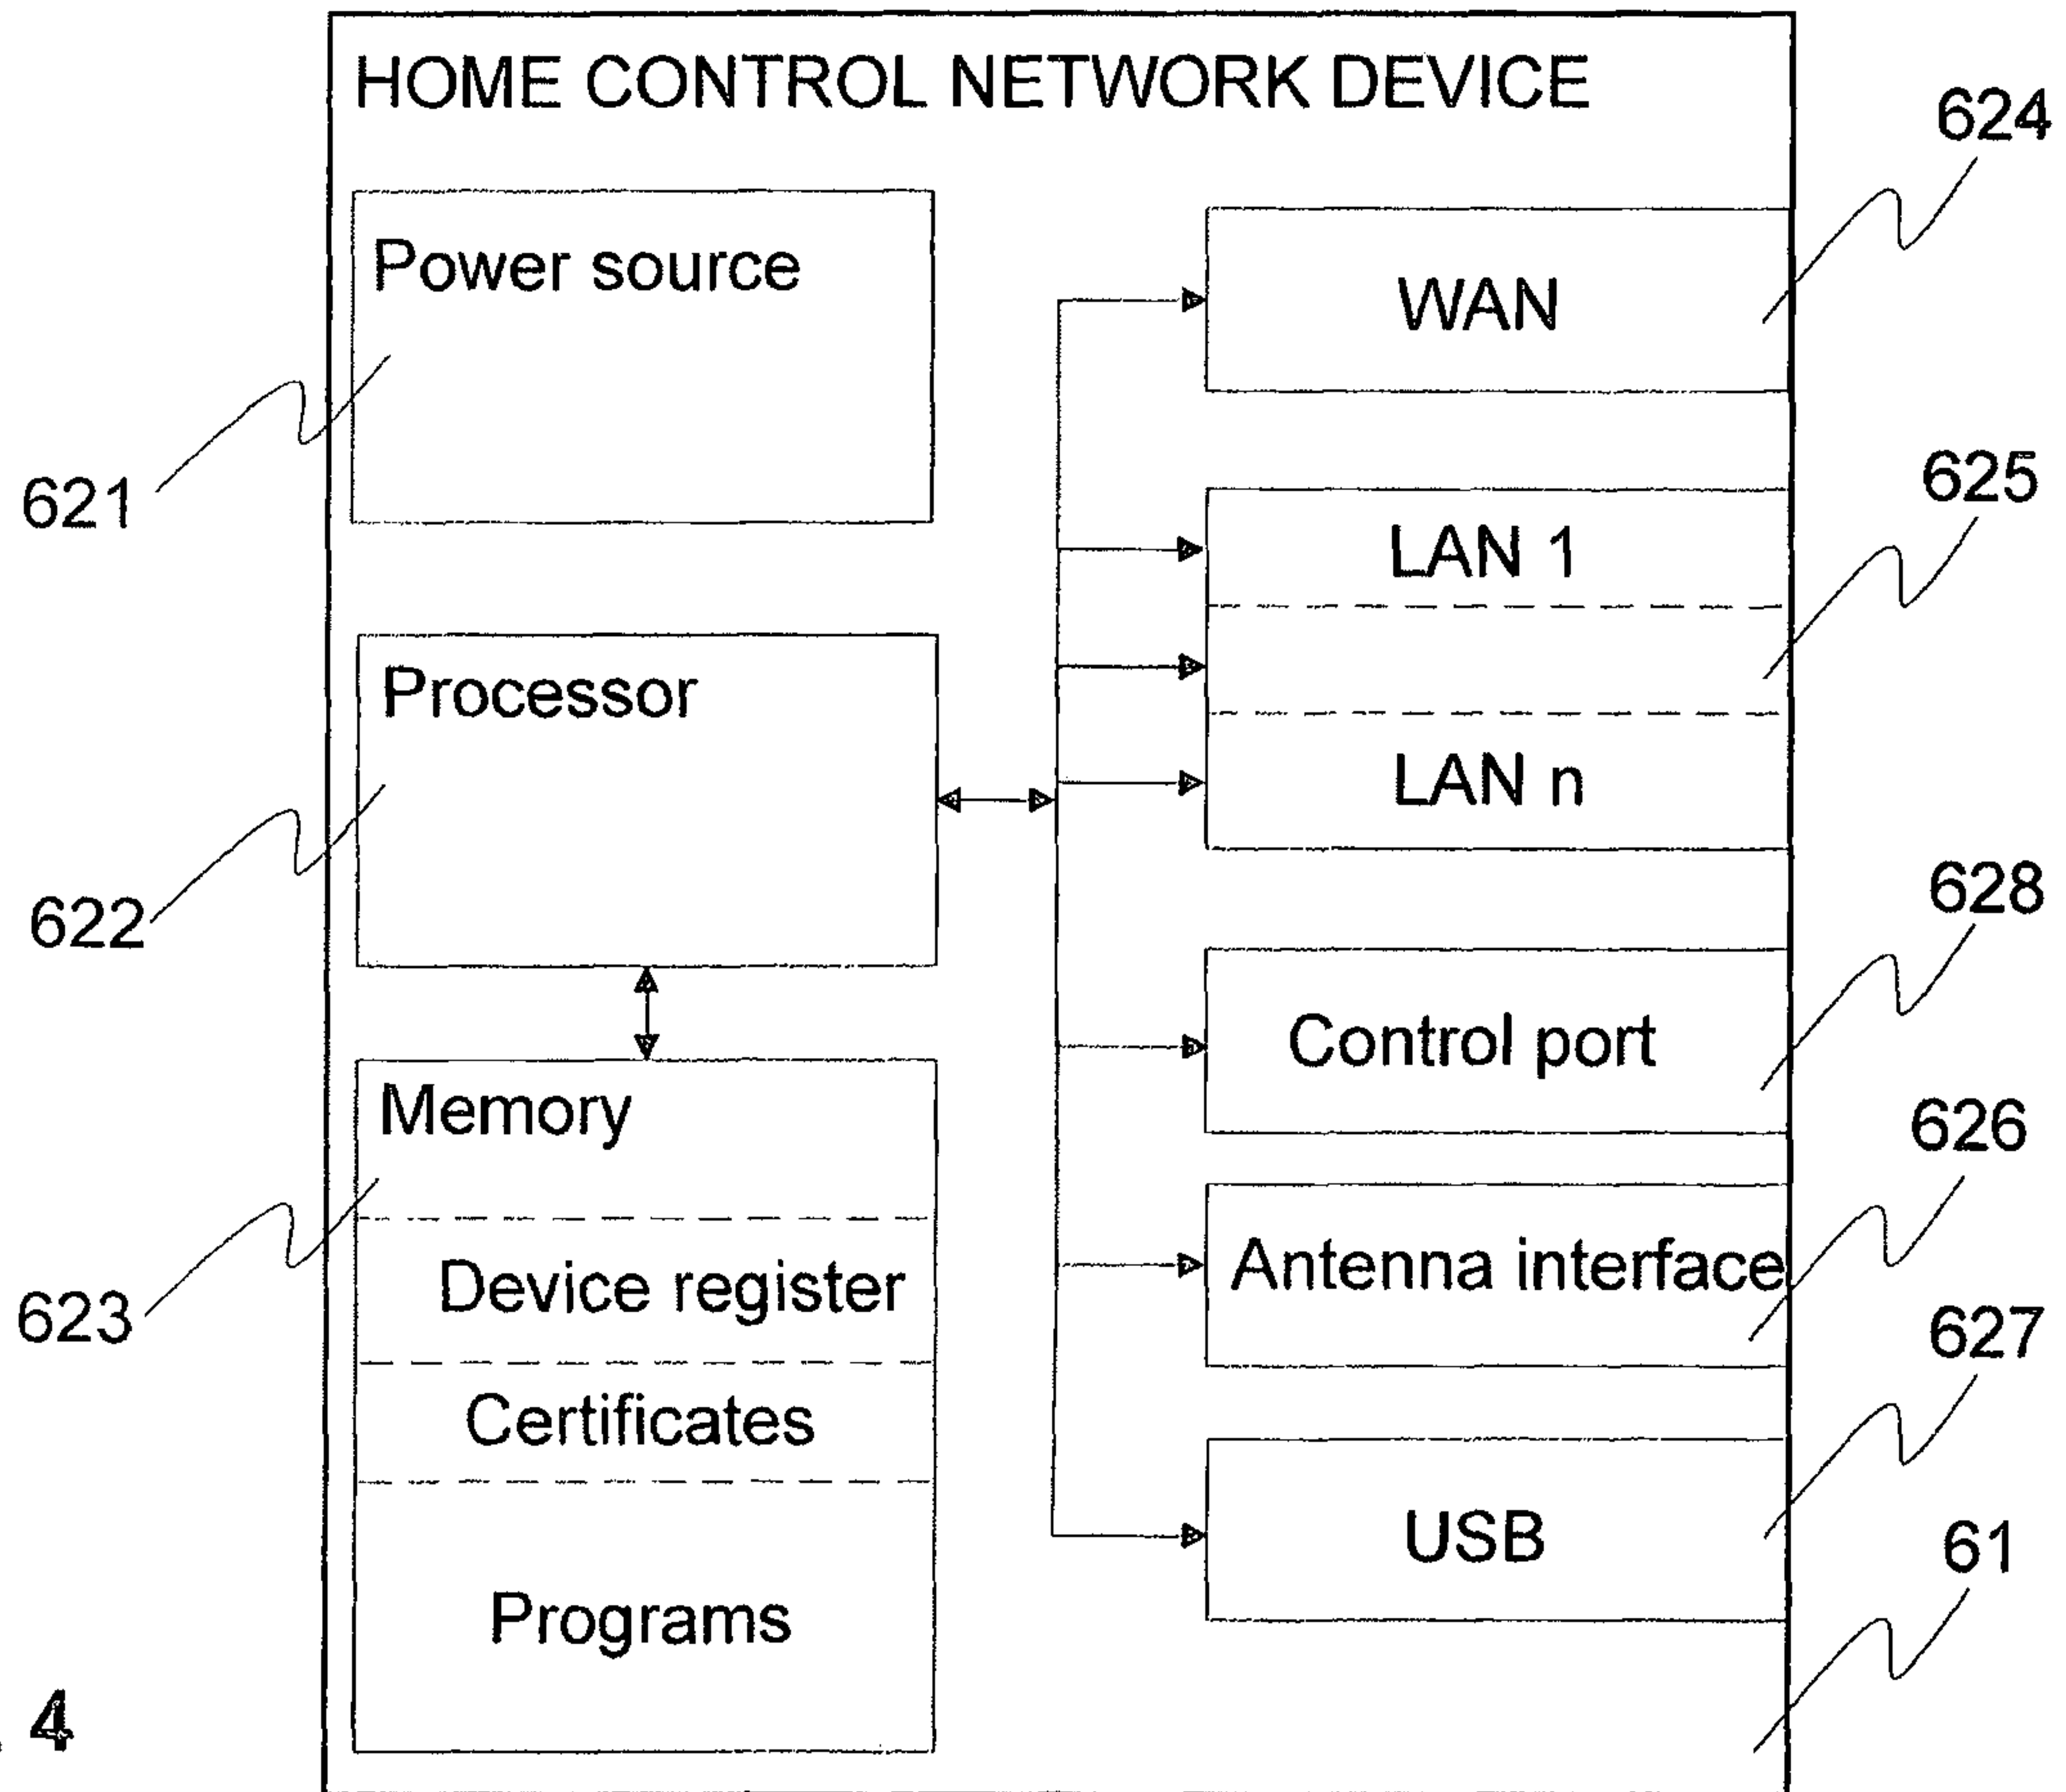 HOME CONTROL NETWORK DEVICE
624
Power source
WAN
621
625
LAN 1
Processor
LAN n
622
628
Control port
Memory
626
Device register
Antenna interface
623
627
Certificates
USB
61
Programs
4